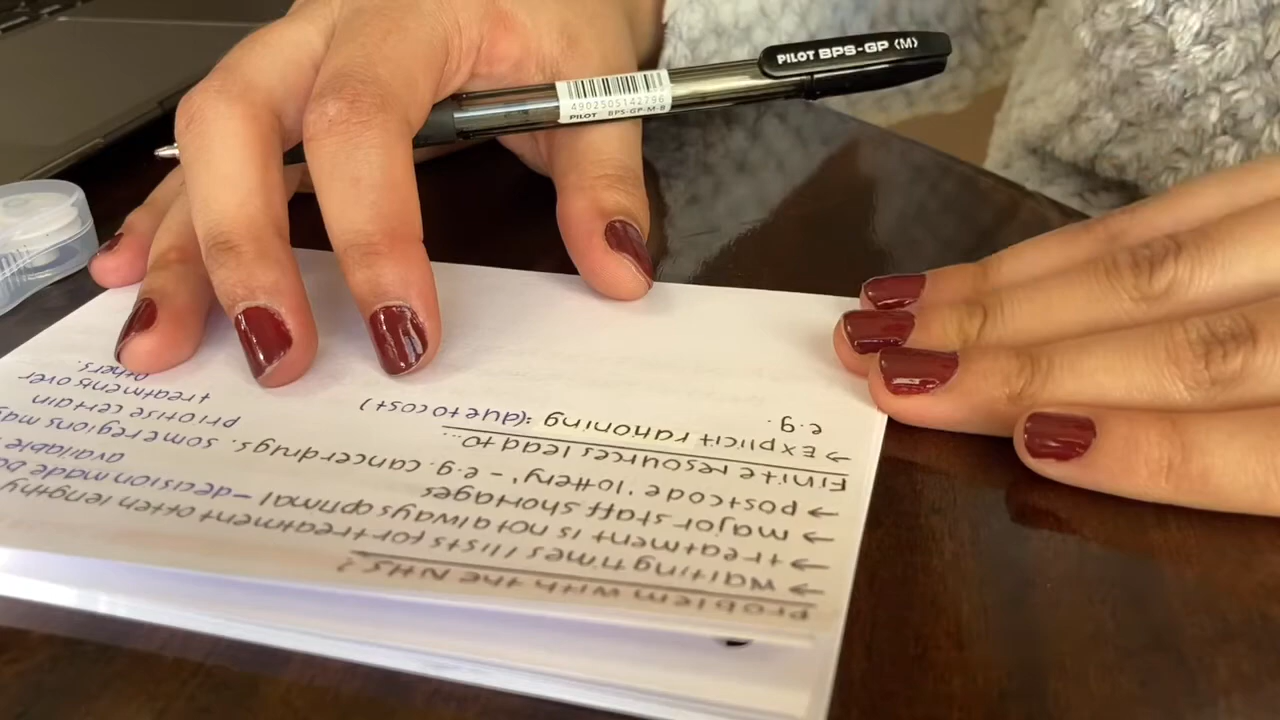 PILOT BPS-GP (M)
4902505142796
PILOT BPS-GP-M-B
problem with the NHS?
→ waiting times / lists for treatment often lengthy
→ treatment is not always optimal - decision made
→ major staff shortages available
→ postcode 'lottery' - e.g. cancer drugs. some regions may
prioritise certain
treatments over
others.
Finite resources lead to...
→ Explicit rationing: (due to cost)
e.g.